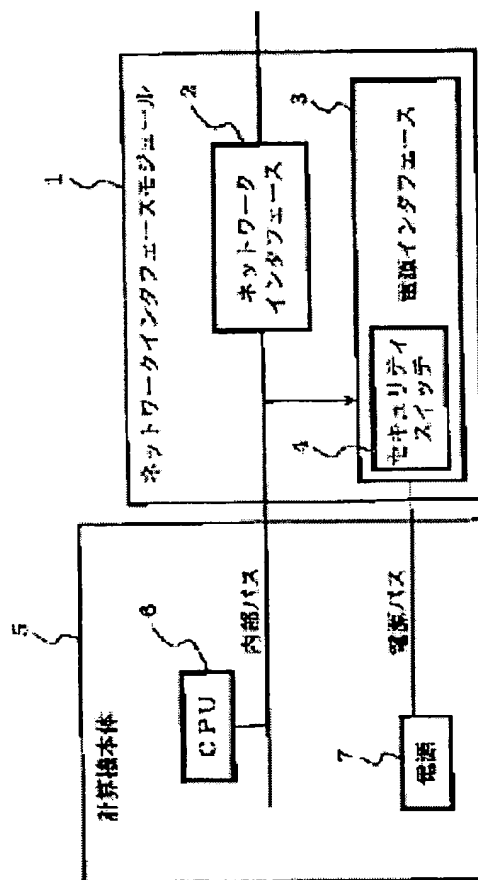 5
計算機本体
6
CPU
内部バス
7
電源
電源バス
1
ネットワークインタフェースモジュール
2
ネットワーク
インタフェース
3
電源インタフェース
4
セキュリティ
スイッチ